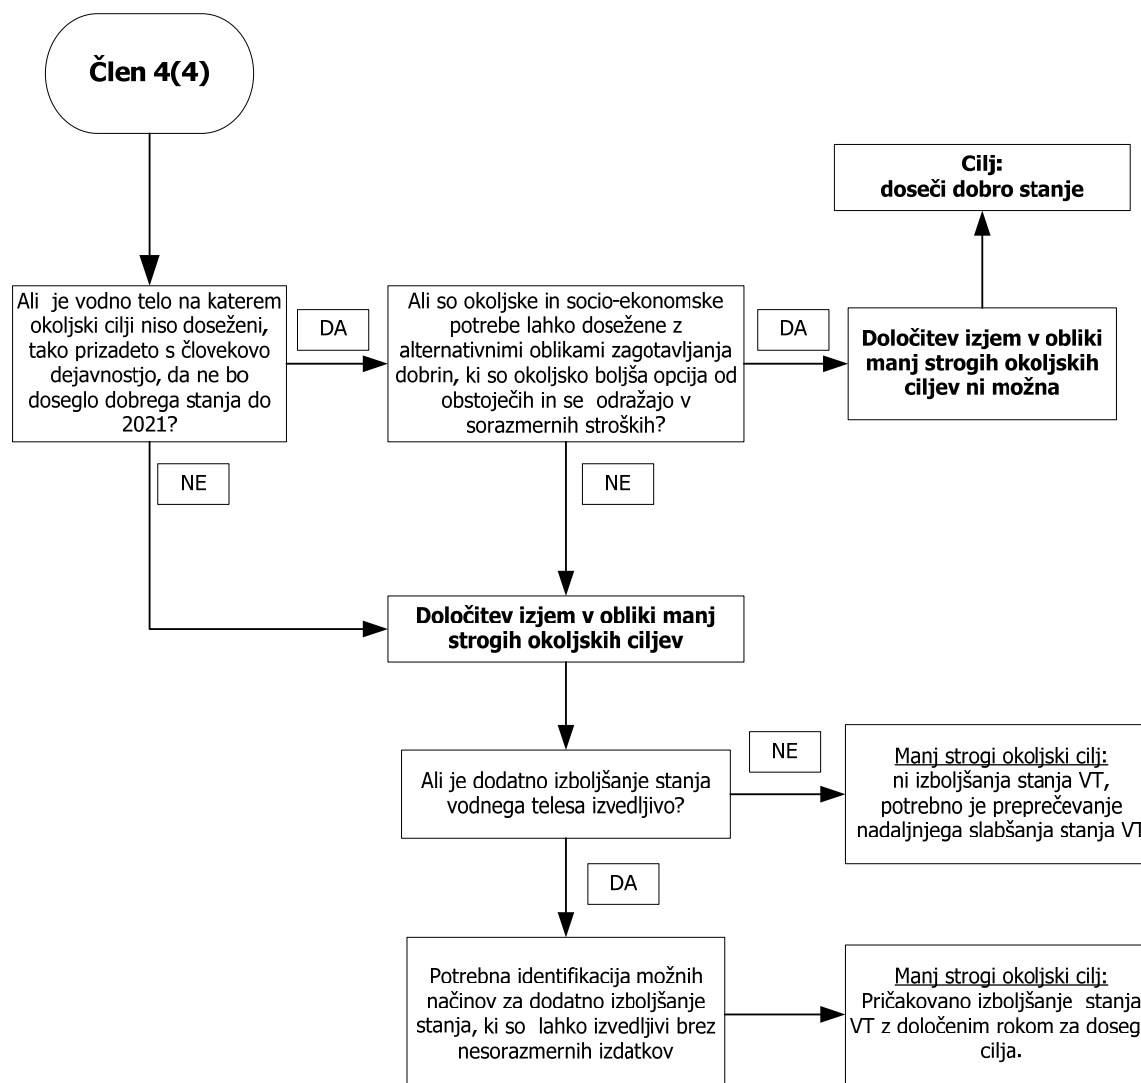 Člen 4(4)
Cilj:
doseči dobro stanje
Ali je vodno telo na katerem
okoljski cilji niso doseženi,
tako prizadeto s človekovo
dejavnostjo, da ne bo
doseglo dobrega stanja do
2021?
DA
Ali so okoljske in socio-ekonomske
potrebe lahko dosežene z
alternativnimi oblikami zagotavljanja
dobrin, ki so okoljsko boljša opcija od
obstoječih in se odražajo v
sorazmernih stroških?
DA
Določitev izjem v obliki
manj strogih okoljskih
ciljev ni možna
NE
NE
Določitev izjem v obliki manj
strogih okoljskih ciljev
Ali je dodatno izboljšanje stanja
vodnega telesa izvedljivo?
NE
Manj strogi okoljski cilj:
ni izboljšanja stanja VT,
potrebno je preprečevanje
nadaljnjega slabšanja stanja VT
DA
Potrebna identifikacija možnih
načinov za dodatno izboljšanje
stanja, ki so lahko izvedljivi brez
nesorazmernih izdatkov
Manj strogi okoljski cilj:
Pričakovano izboljšanje stanja
VT z določenim rokom za doseg
cilja.